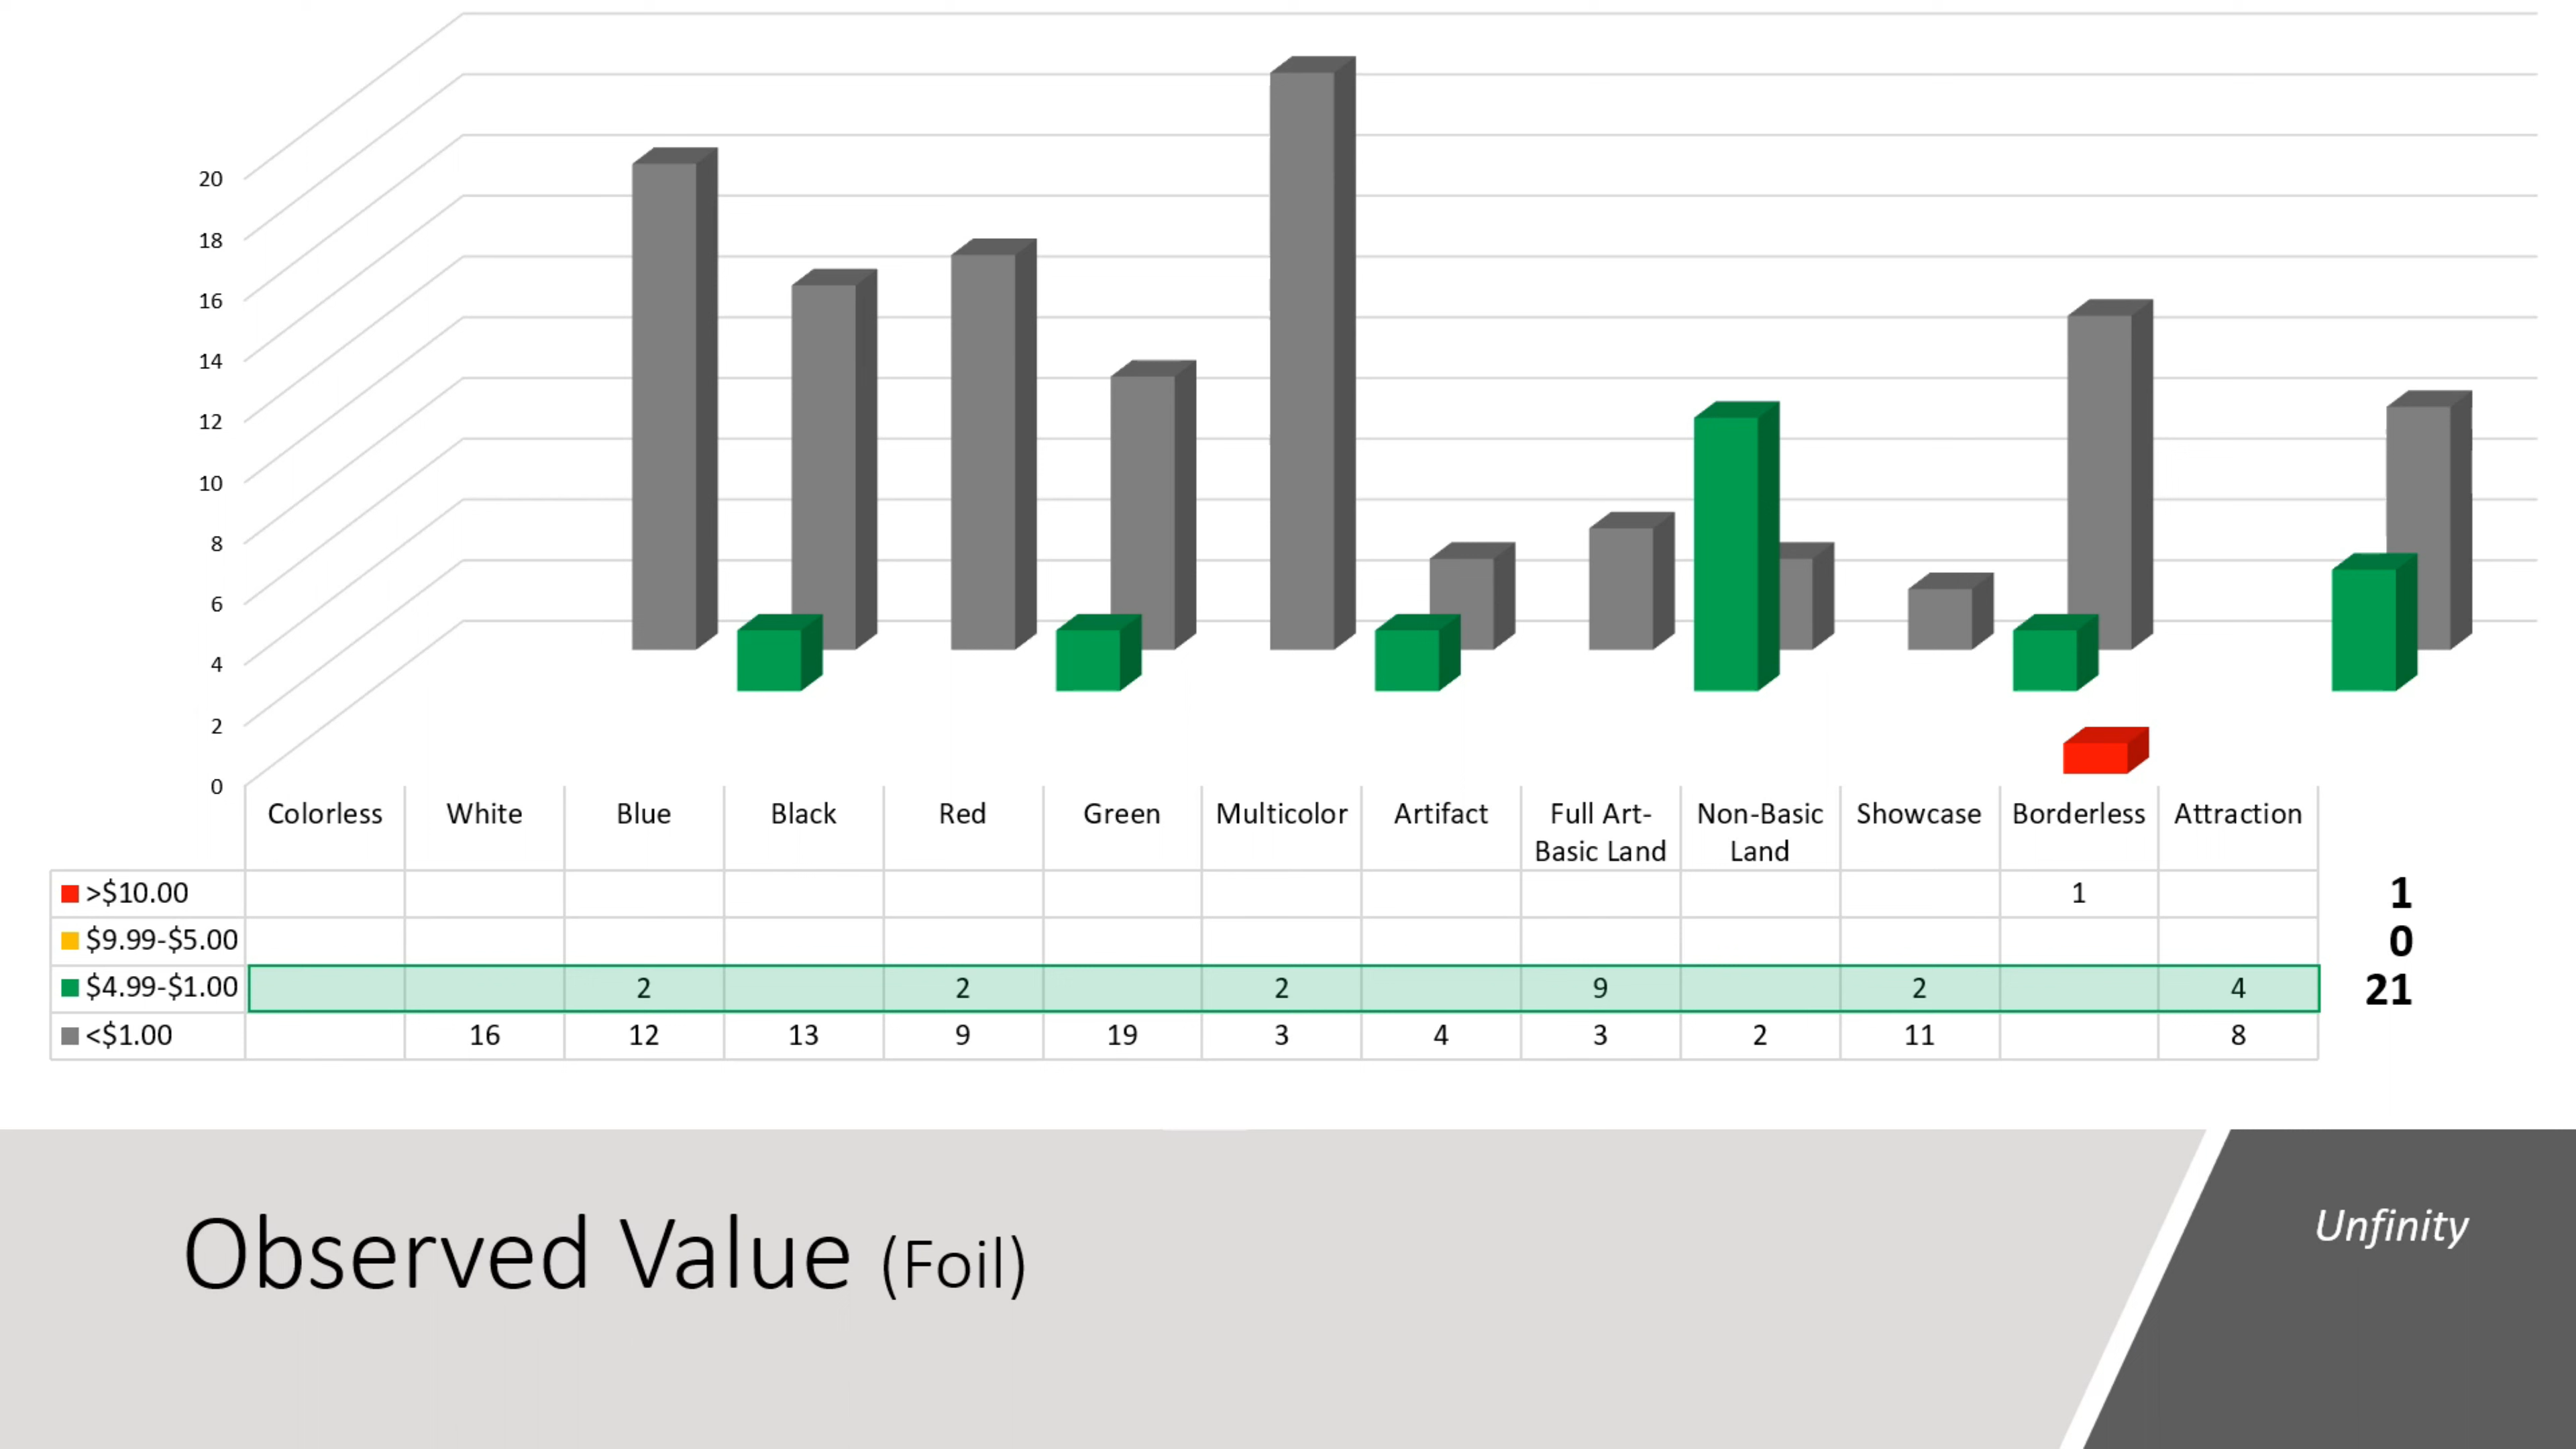 20
18
16
14
12
10
8
6
4
2
0
Colorless White Blue Black Red Green Multicolor Artifact Full Art- Non-Basic Showcase Borderless Attraction
Basic Land Land
>$10.00 1 1
$9.99-$5.00 0
$4.99-$1.00 2 2 2 9 2 4 21
<$1.00 16 12 13 9 19 3 4 3 2 11 8
Observed Value (Foil)
Unfinity